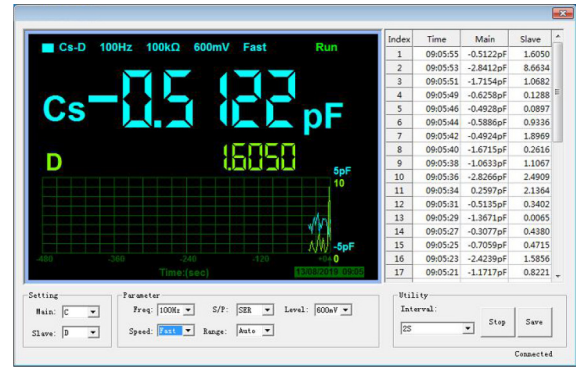 Cs-D 100Hz 100kΩ 600mV Fast Run
Cs -0.5122 pF
D 1.6050
5pF
10
-5pF
-480 -360 -240 -120 +04 0
Time:(sec) 13/08/2019 09:05
Index Time Main Slave
1 09:05:55 -0.5122pF 1.6050
2 09:05:53 -2.8412pF 8.6634
3 09:05:51 -1.7154pF 1.0682
4 09:05:49 -0.6258pF 0.1288
5 09:05:46 -0.4928pF 0.0897
6 09:05:44 -0.5886pF 0.9336
7 09:05:42 -0.4924pF 1.8969
8 09:05:40 -1.6715pF 0.2616
9 09:05:38 -1.0633pF 1.1067
10 09:05:36 -2.8266pF 2.4909
11 09:05:34 0.2597pF 2.1364
12 09:05:31 -0.5135pF 0.3402
13 09:05:29 -1.3671pF 0.0065
14 09:05:27 -0.3077pF 0.4380
15 09:05:25 -0.7059pF 0.4715
16 09:05:23 -2.4239pF 1.5856
17 09:05:21 -1.1717pF 0.8221
Setting
Main: C
Slave: D
Parameter
Freq: 100Hz S/P: SER Level: 600mV
Speed: Fast Range: Auto
Utility
Interval:
2S Stop Save
Connected